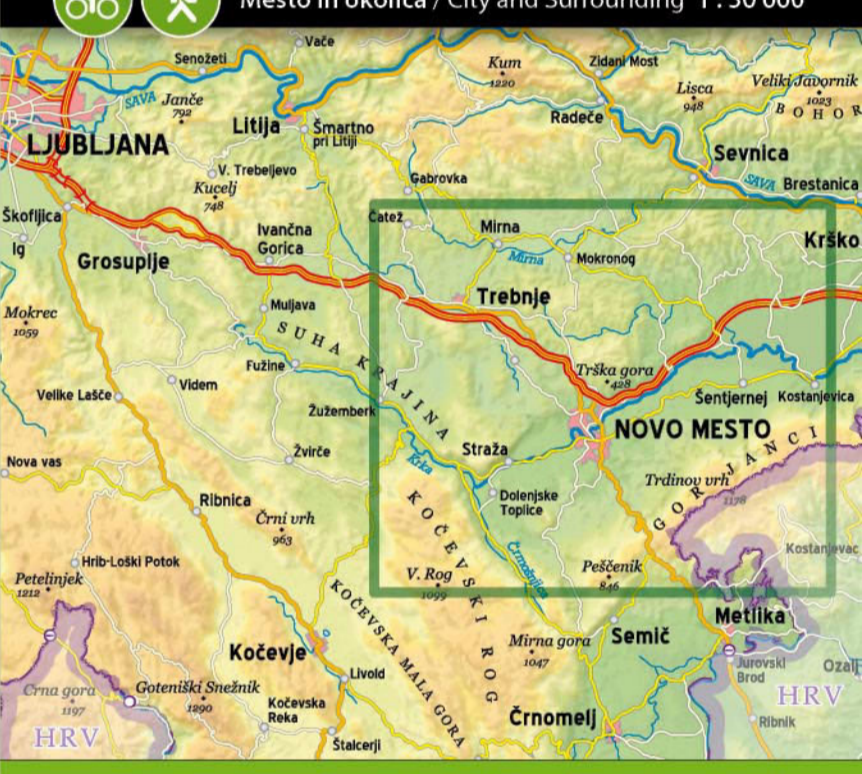 Mesto in okolica / City and Surrounding 1 : 50 000
Vače
Senožeti
Kum
1220
Zidani Most
Lisca
948
Veliki Javornik
1023
BOHOR
SAVA
Janče
792
Litija
Šmartno
pri Litiji
Radeče
LJUBLJANA
Sevnica
V. Trebeljevo
Kucelj
748
Gabrovka
SAVA
Brestanica
Škofljica
Ig
Ivančna
Gorica
Čatež
Mirna
Mirna
Mokronog
Krško
Grosuplje
Trebnje
Muljava
Mokrec
1059
SUHA KRAJINA
Fužine
Trška gora
428
Velike Lašče
Videm
Žužemberk
Šentjernej
Kostanjevica
NOVO MESTO
Straža
Žvirče
Nova vas
Krka
Trdinov vrh
1178
GORJANCI
Dolenjske
Toplice
Ribnica
Črni vrh
963
KOČEVSKI ROG
Črmošnjice
Kostanjevac
Hrib-Loški Potok
Petelinjek
1212
V. Rog
1099
Peščenik
846
KOČEVSKA MALA GORA
Metlika
Semič
Mirna gora
1047
Kočevje
Jurovski
Brod
Ozalj
Livold
Crna gora
1197
Goteniški Snežnik
1290
Kočevska
Reka
HRV
HRV
Črnomelj
Ribnik
Štalcerji